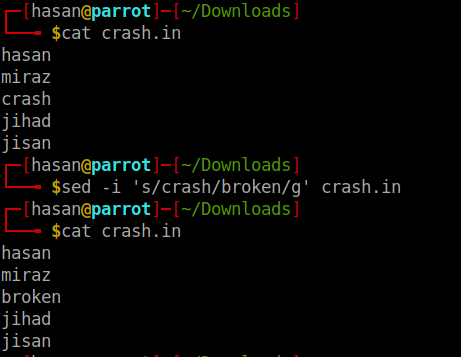 ┌─[hasan@parrot]─[~/Downloads]
└──╼ $cat crash.in
hasan
miraz
crash
jihad
jisan
┌─[hasan@parrot]─[~/Downloads]
└──╼ $sed -i 's/crash/broken/g' crash.in
┌─[hasan@parrot]─[~/Downloads]
└──╼ $cat crash.in
hasan
miraz
broken
jihad
jisan